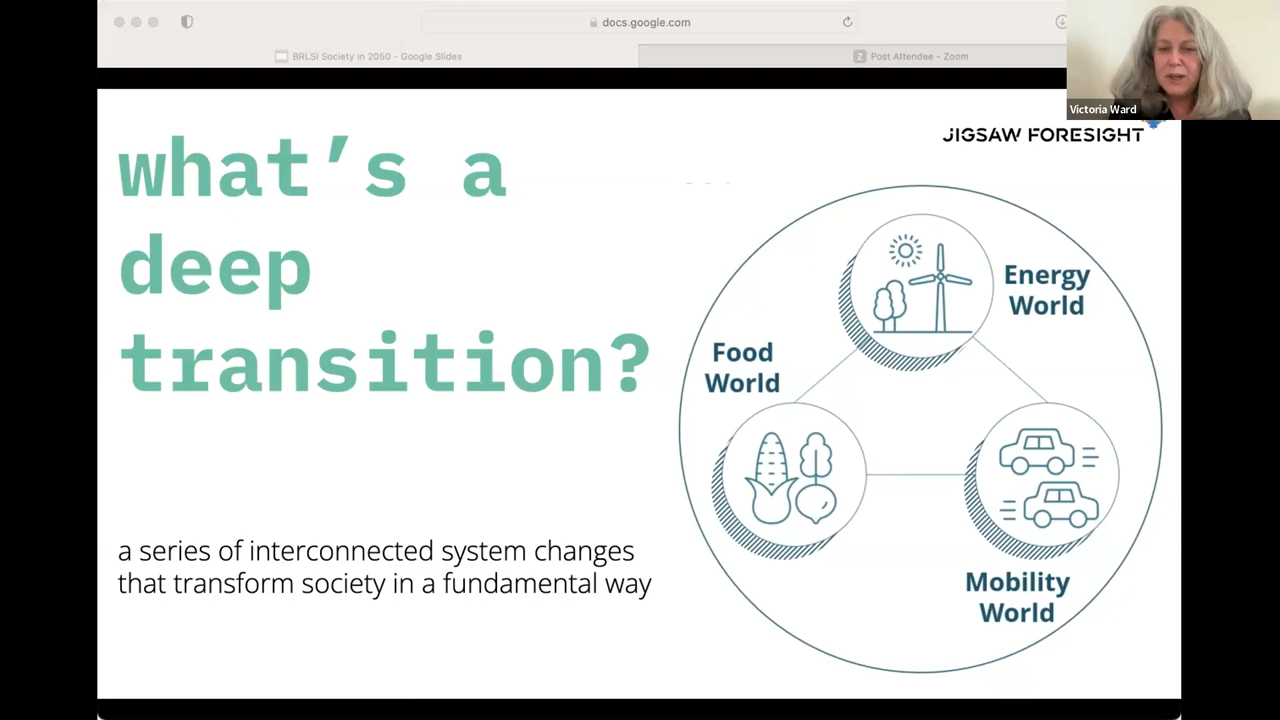 docs.google.com
BRLSI Society in 2050 - Google Slides
Z Post Attendee - Zoom
Victoria Ward
JIGSAW FORESIGHT
what’s a
deep
transition?
a series of interconnected system changes
that transform society in a fundamental way
Energy
World
Food
World
Mobility
World